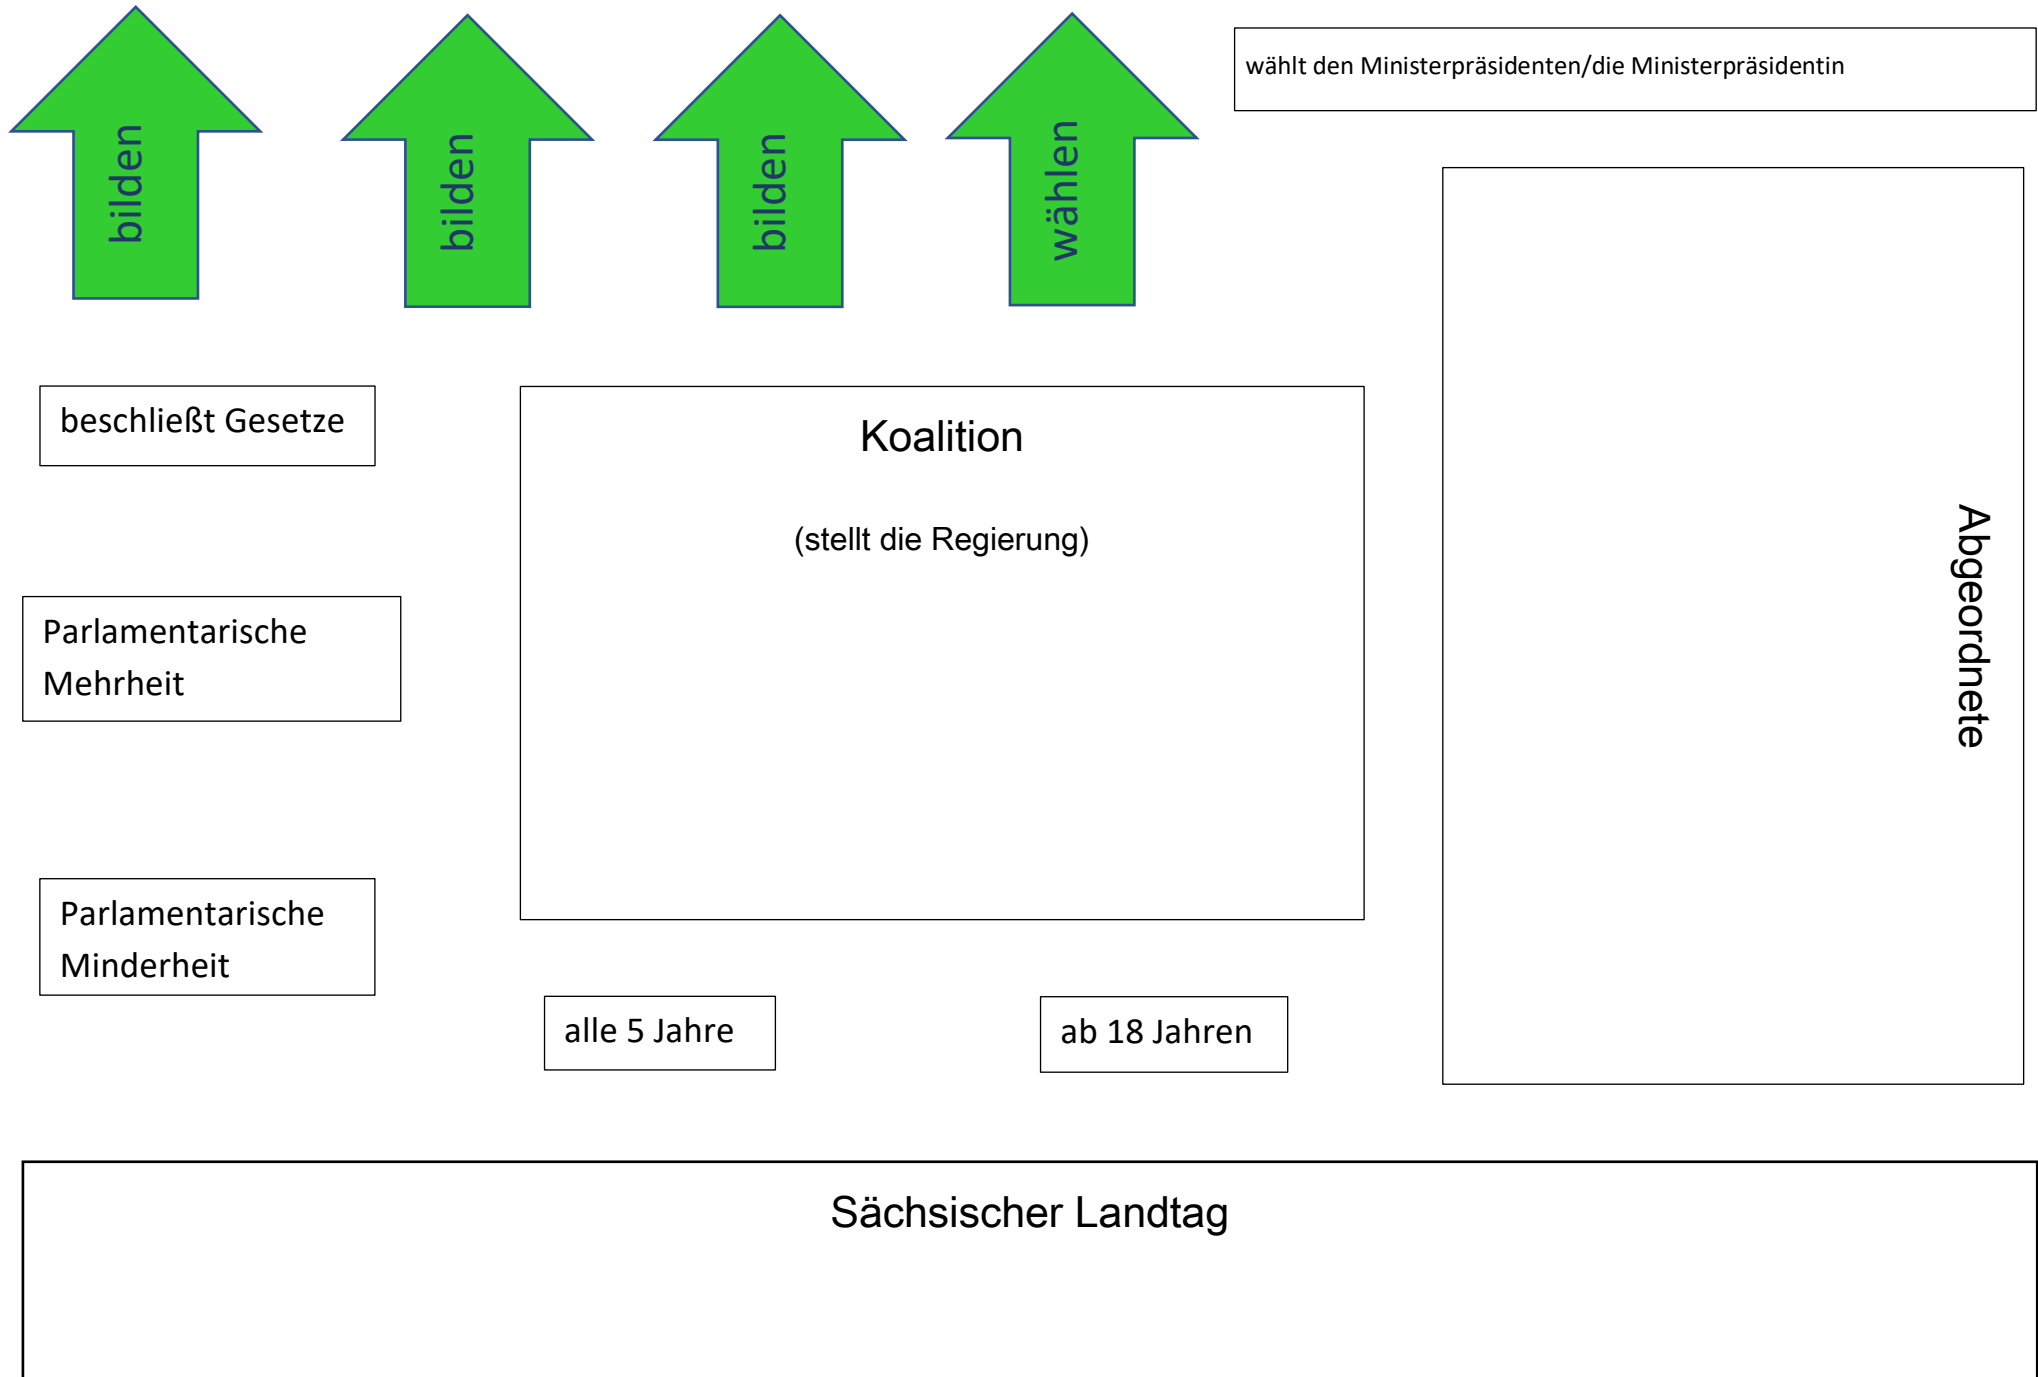 bilden
bilden
bilden
wählen
wählt den Ministerpräsidenten/die Ministerpräsidentin
beschließt Gesetze
Koalition
(stellt die Regierung)
Abgeordnete
Parlamentarische
Mehrheit
Parlamentarische
Minderheit
alle 5 Jahre
ab 18 Jahren
Sächsischer Landtag